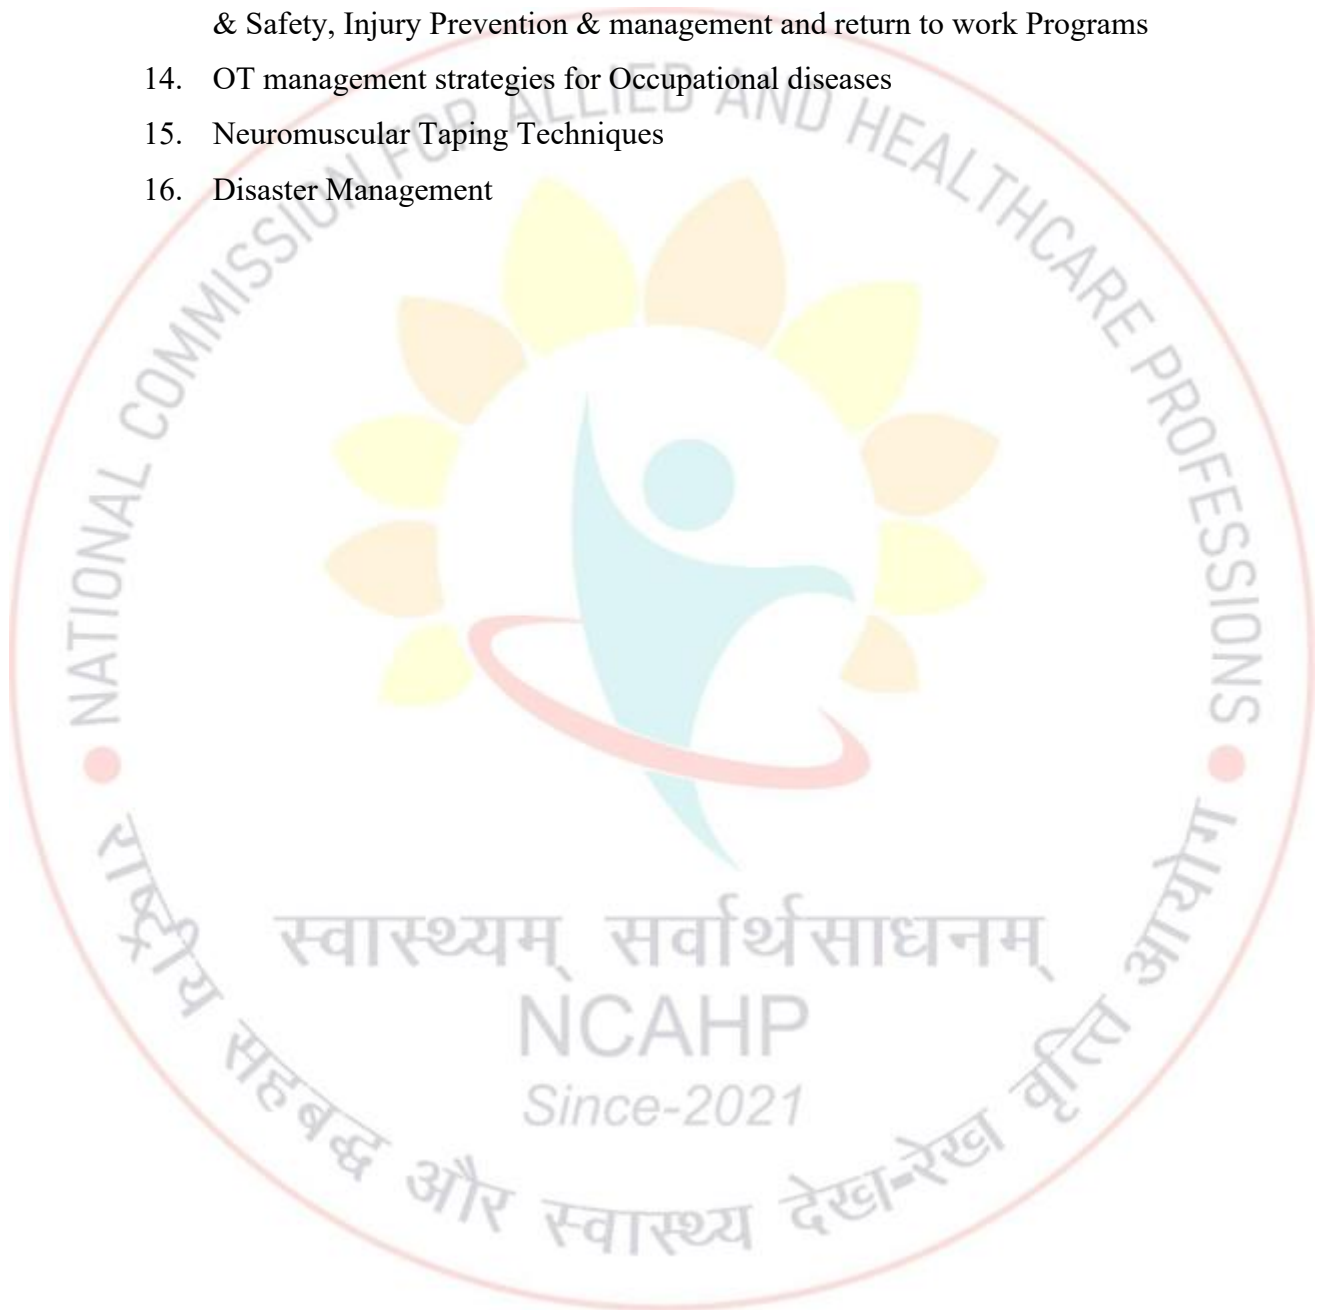 & Safety, Injury Prevention & management and return to work Programs
14. OT management strategies for Occupational diseases
15. Neuromuscular Taping Techniques
16. Disaster Management
NATIONAL COMMISSION FOR ALLIED AND HEALTHCARE PROFESSIONS
स्वास्थ्यम् सर्वार्थसाधनम्
NCAHP
Since-2021
राष्ट्रीय सहबद्ध और स्वास्थ्य देख-रेख वृत्ति आयोग